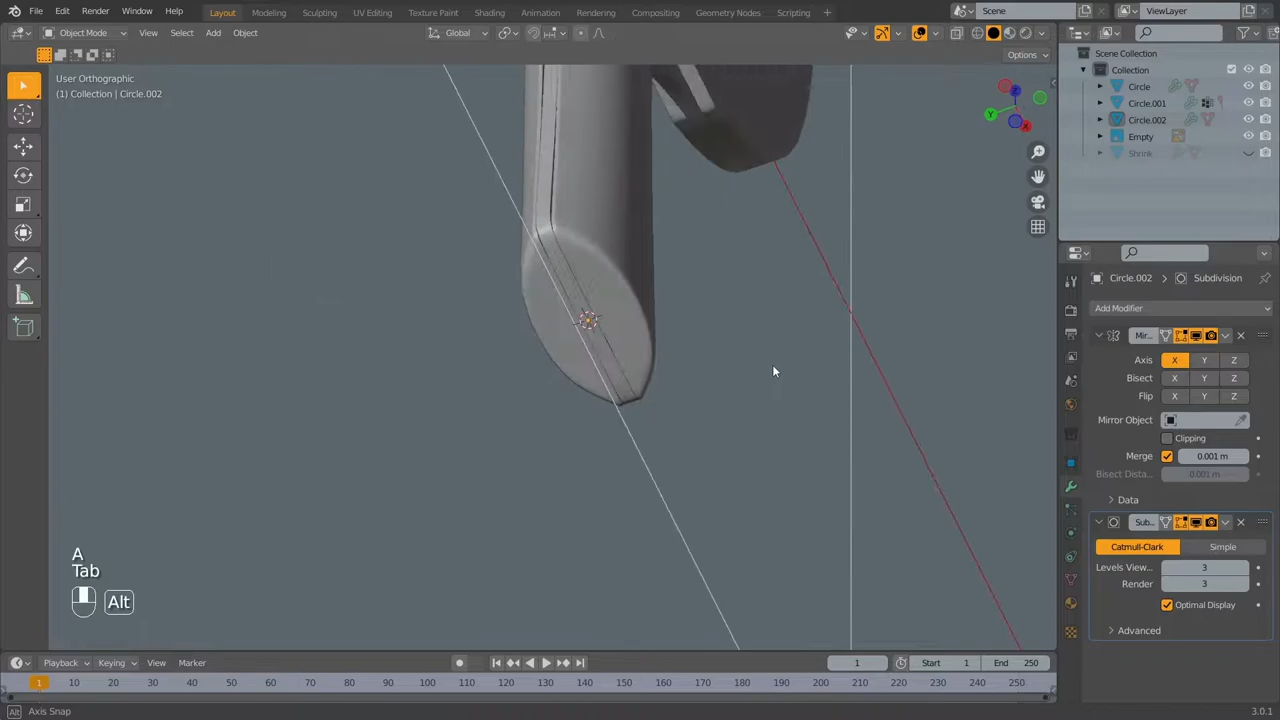 File Edit Render Window Help Layout Modeling Sculpting UV Editing Texture Paint Shading Animation Rendering Compositing Geometry Nodes Scripting + Scene ViewLayer
Object Mode View Select Add Object Global
Options
User Orthographic
(1) Collection | Circle.002
Scene Collection
Collection
Circle
Circle.001
Circle.002
Empty
Shrink
Z
Y
X
Circle.002 > Subdivision
Add Modifier
Mir...
Axis X Y Z
Bisect X Y Z
Flip X Y Z
Mirror Object
Clipping
Merge 0.001 m
Bisect Dista... 0.001 m
Data
Sub...
Catmull-Clark Simple
Levels View... 3
Render 3
Optimal Display
Advanced
A
Tab
Alt
Playback Keying View Marker 1 Start 1 End 250
1 10 20 30 40 50 60 70 80 90 100 110 120 130 140 150 160 170 180 190 200 210 220 230 240 250
Alt Axis Snap 3.0.1